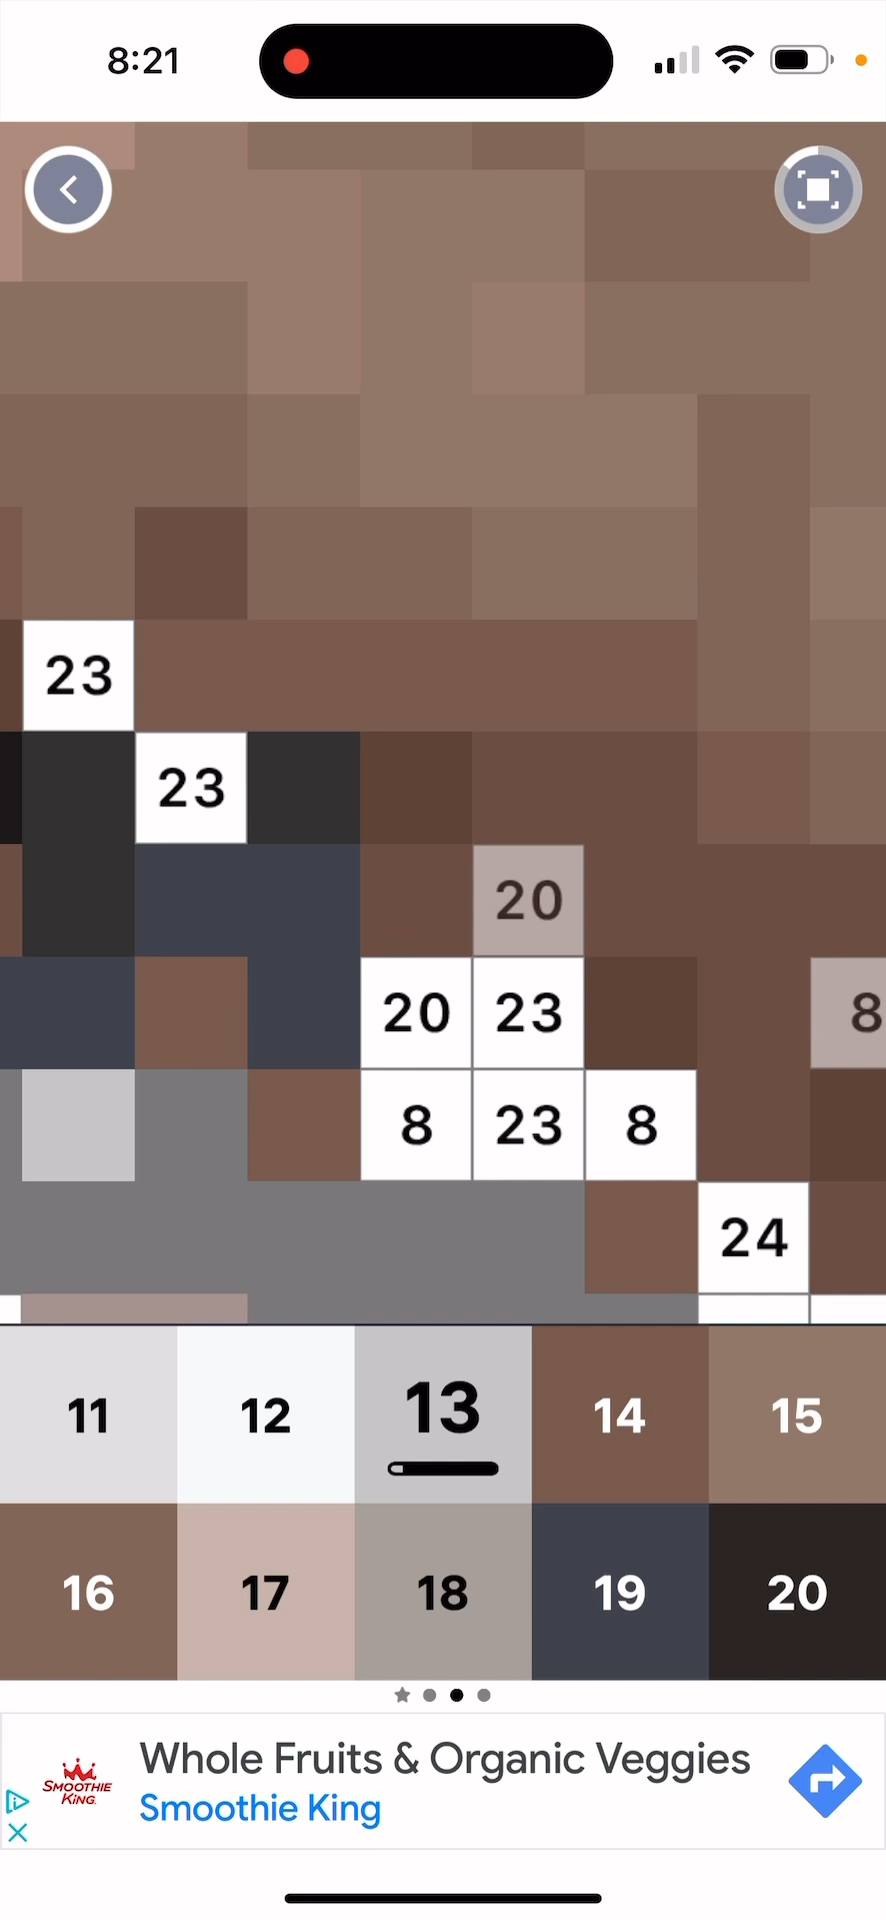 8:21
23
23
20
20 23 8
8 23 8
24
11 12 13 14 15
16 17 18 19 20
Whole Fruits & Organic Veggies
SMOOTHIE
KING
Smoothie King